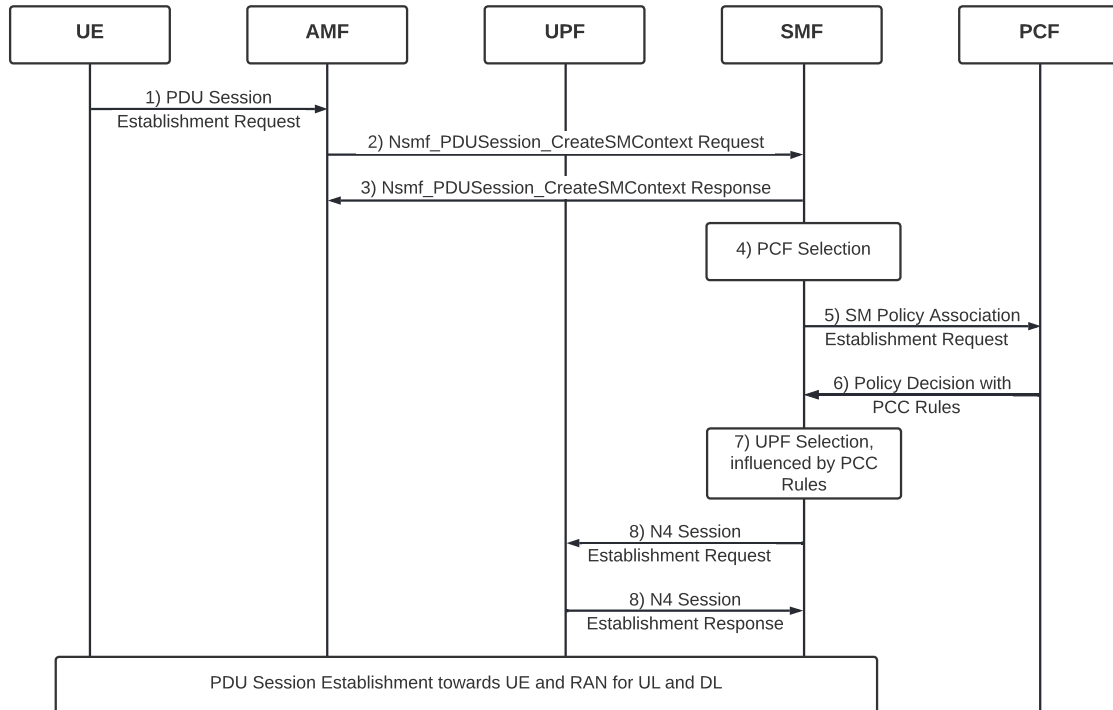 UE AMF UPF SMF PCF
1) PDU Session
Establishment Request
2) Nsmf_PDUSession_CreateSMContext Request
3) Nsmf_PDUSession_CreateSMContext Response
4) PCF Selection
5) SM Policy Association
Establishment Request
6) Policy Decision with
PCC Rules
7) UPF Selection,
influenced by PCC
Rules
8) N4 Session
Establishment Request
8) N4 Session
Establishment Response
PDU Session Establishment towards UE and RAN for UL and DL